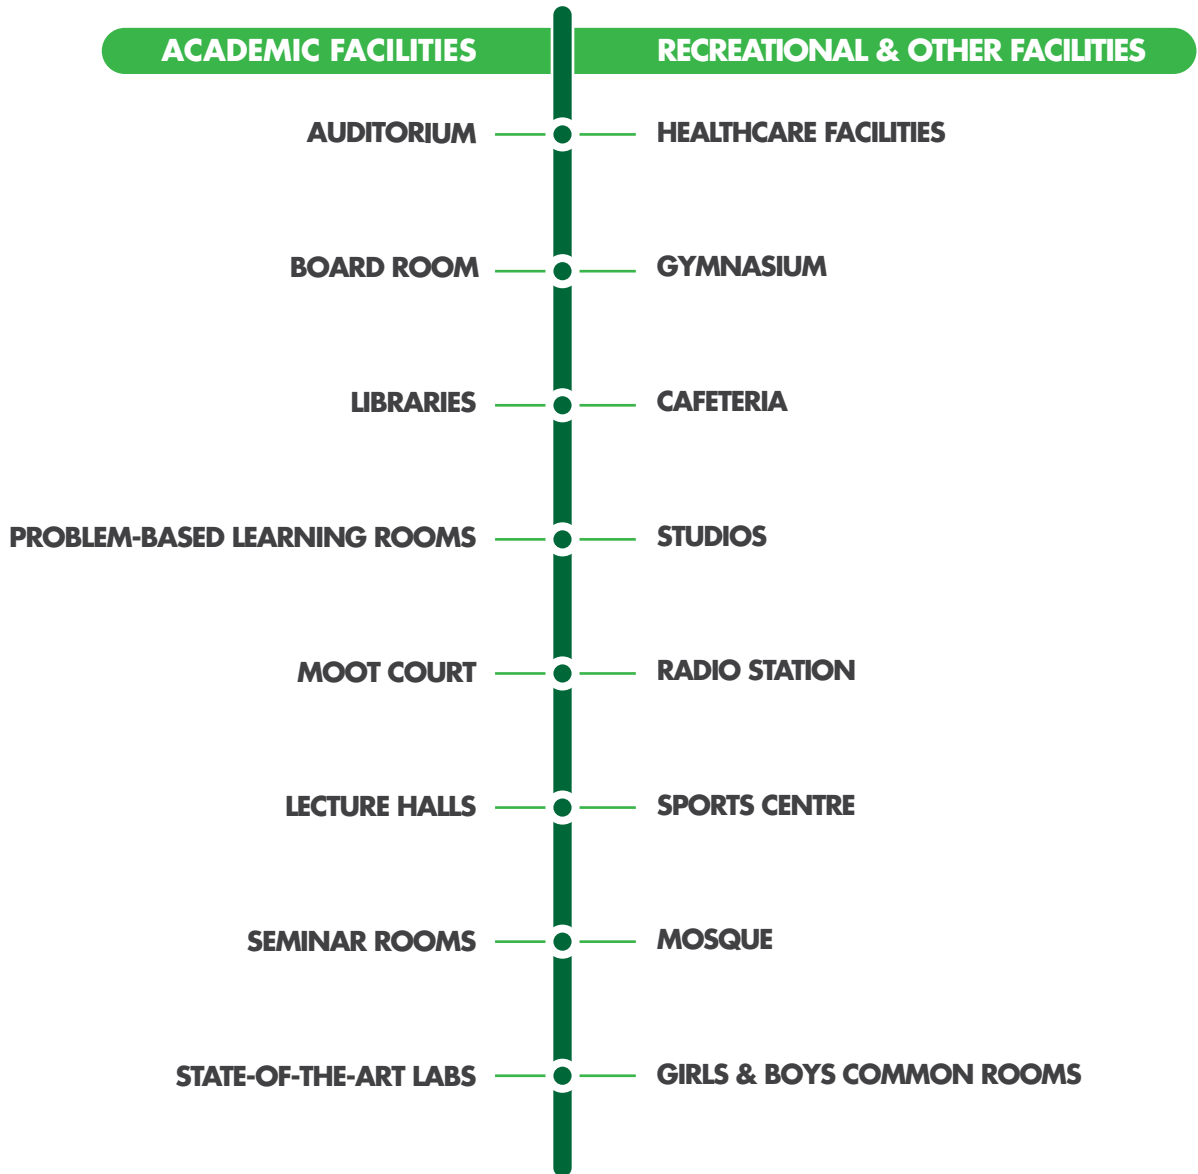 ACADEMIC FACILITIES
RECREATIONAL & OTHER FACILITIES
AUDITORIUM
HEALTHCARE FACILITIES
BOARD ROOM
GYMNASIUM
LIBRARIES
CAFETERIA
PROBLEM-BASED LEARNING ROOMS
STUDIOS
MOOT COURT
RADIO STATION
LECTURE HALLS
SPORTS CENTRE
SEMINAR ROOMS
MOSQUE
STATE-OF-THE-ART LABS
GIRLS & BOYS COMMON ROOMS